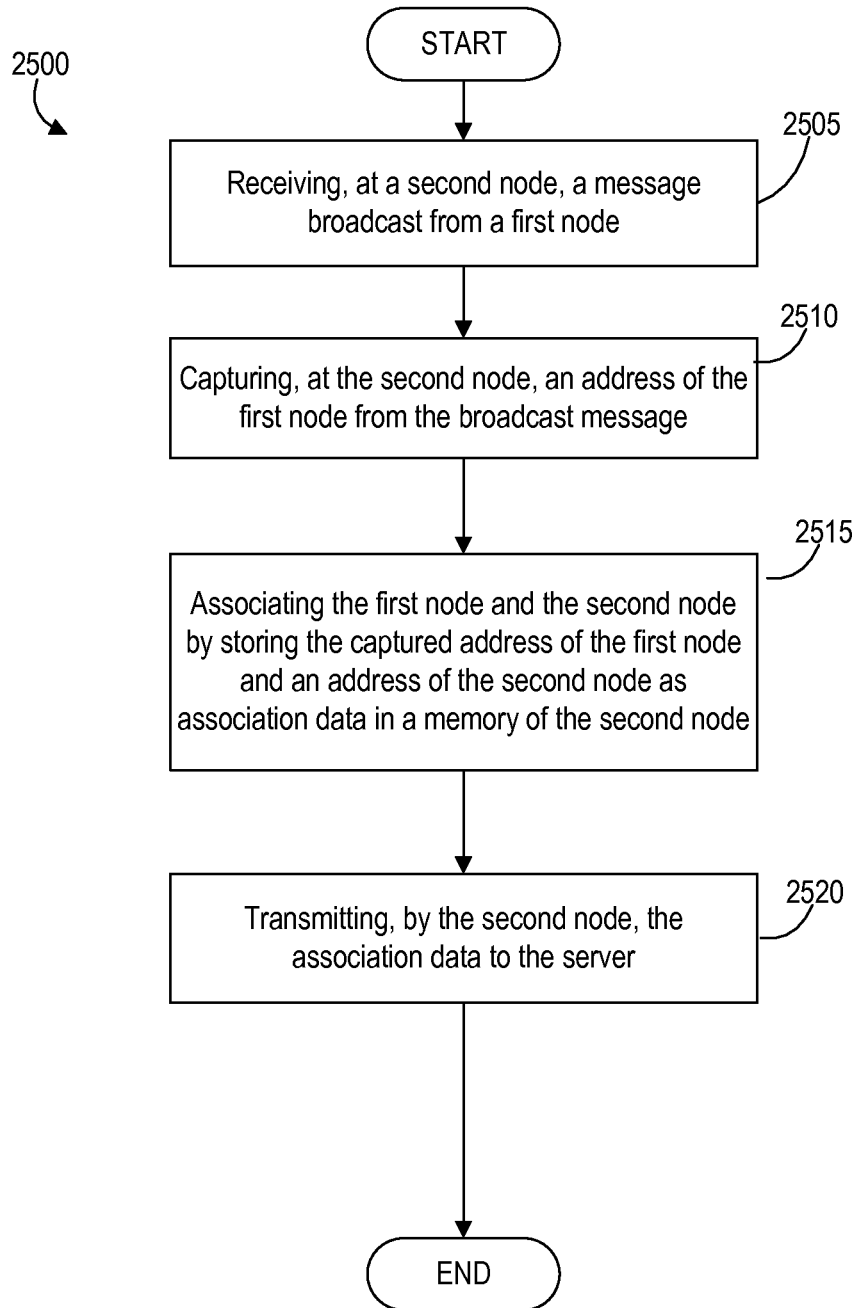 START
2500
2505
Receiving, at a second node, a message
broadcast from a first node
2510
Capturing, at the second node, an address of the
first node from the broadcast message
2515
Associating the first node and the second node
by storing the captured address of the first node
and an address of the second node as
association data in a memory of the second node
2520
Transmitting, by the second node, the
association data to the server
END